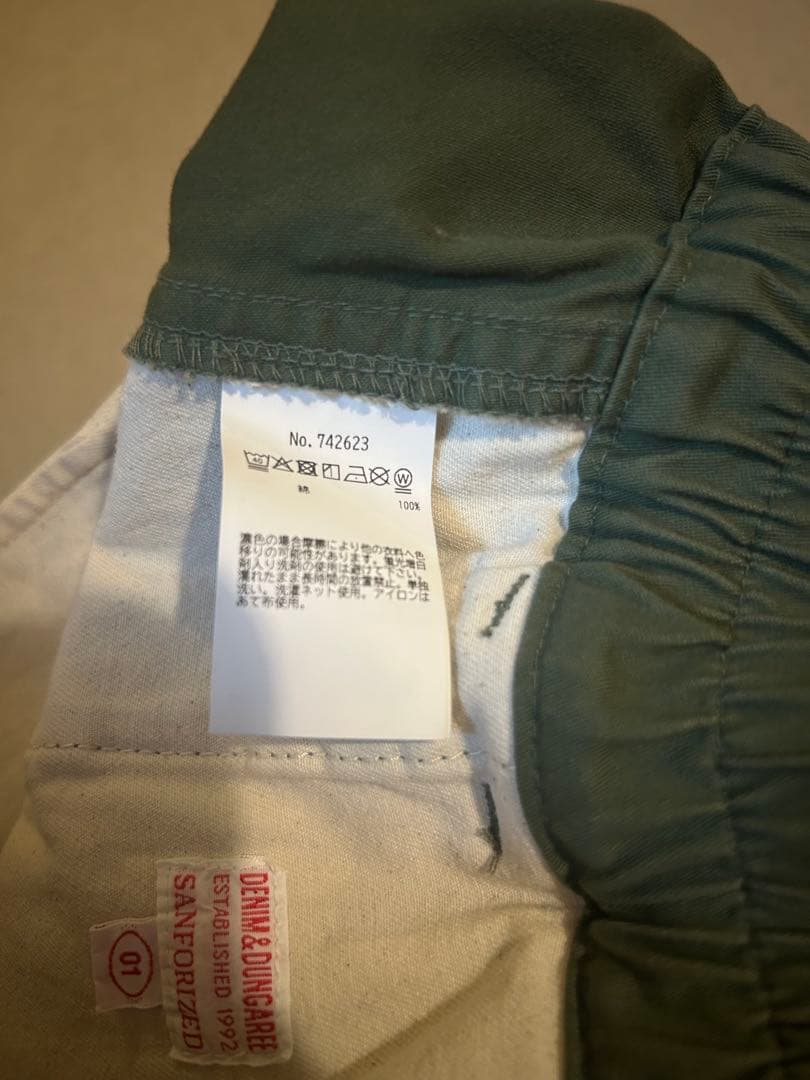 No.742623
40
W
綿
100%
濃色の場合摩擦により他の衣料へ色
移りの可能性があります。蛍光増白
剤入り洗剤の使用は避けて下さい。
濡れたまま長時間の放置禁止。単独
洗い。洗濯ネット使用。アイロンは
あて布使用。
DENIM&DUNGAREE
ESTABLISHED 1992
SANFORIZED
01